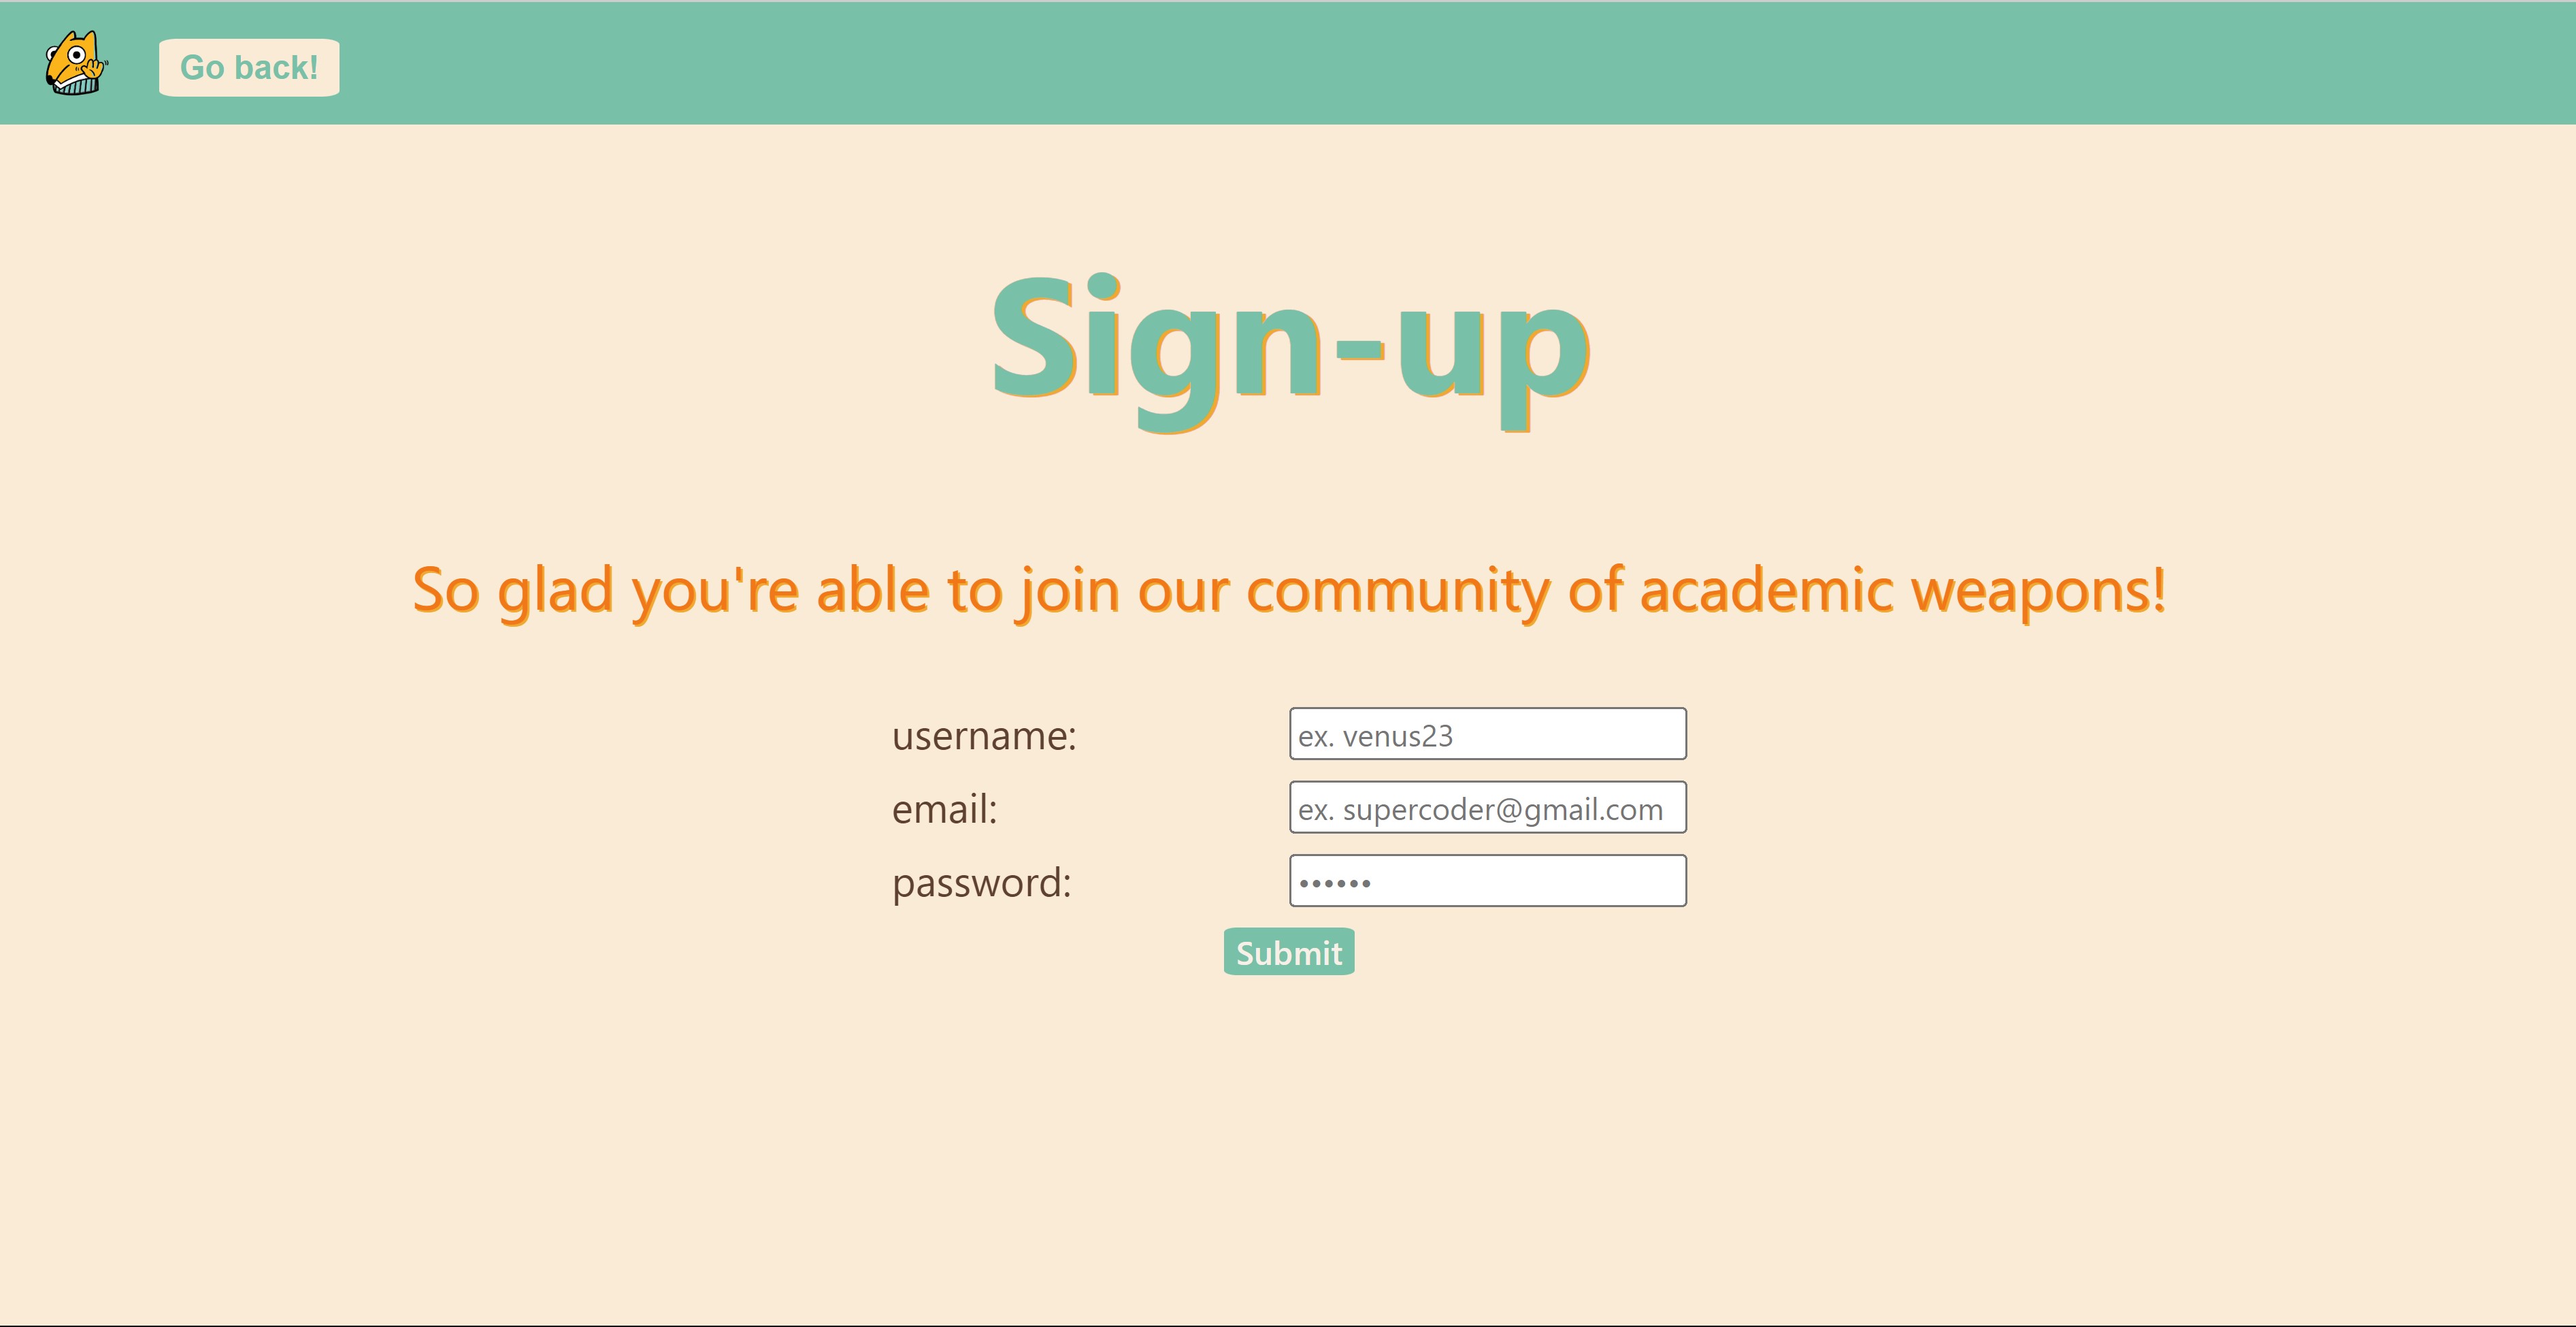 Go back!
Sign-up
So glad you're able to join our community of academic weapons!
username:
ex. venus23
email:
ex. supercoder@gmail.com
password:
••••••
Submit